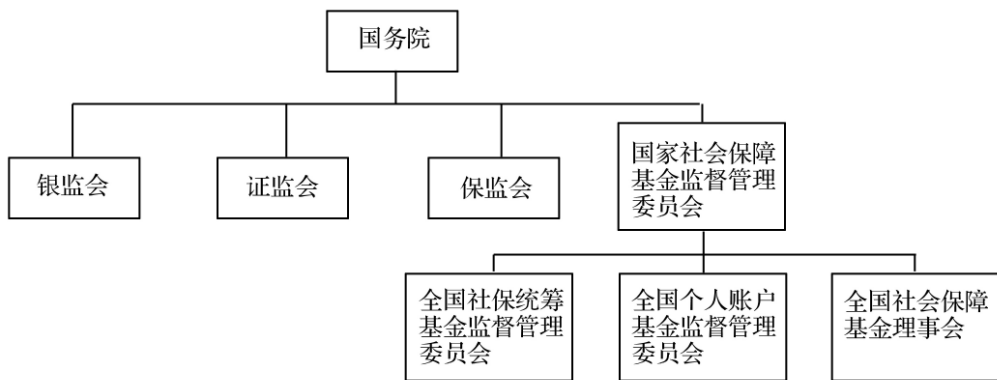 国务院
银监会
证监会
保监会
国家社会保障
基金监督管理
委员会
全国社保统筹
基金监督管理
委员会
全国个人账户
基金监督管理
委员会
全国社会保障
基金理事会